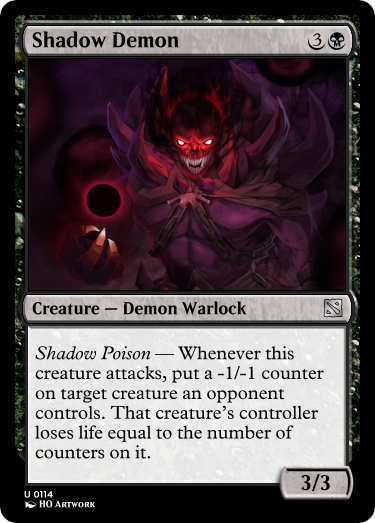 Shadow Demon 3
Creature — Demon Warlock
Shadow Poison — Whenever this
creature attacks, put a -1/-1 counter
on target creature an opponent
controls. That creature's controller
loses life equal to the number of
counters on it.
3/3
U 0114
HQ Artwork